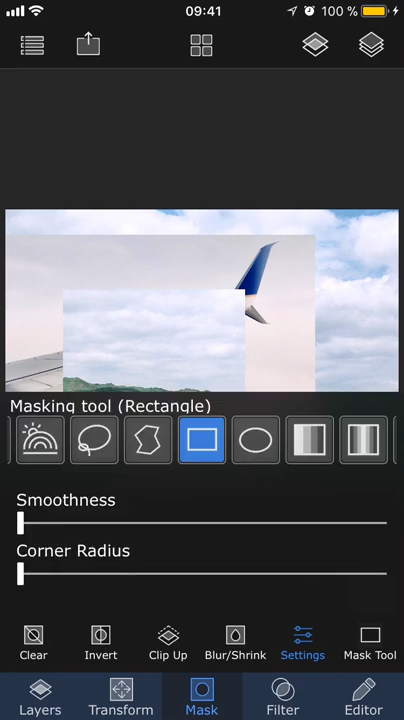 09:41
100 %
Masking tool (Rectangle)
Smoothness
Corner Radius
Clear
Invert
Clip Up
Blur/Shrink
Settings
Mask Tool
Layers
Transform
Mask
Filter
Editor